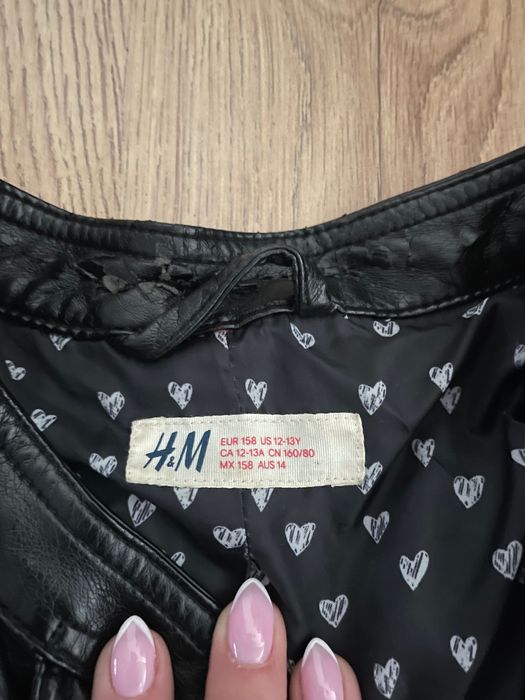 H&M
EUR 158 US 12-13Y
CA 12-13A CN 160/80
MX 158 AUS 14